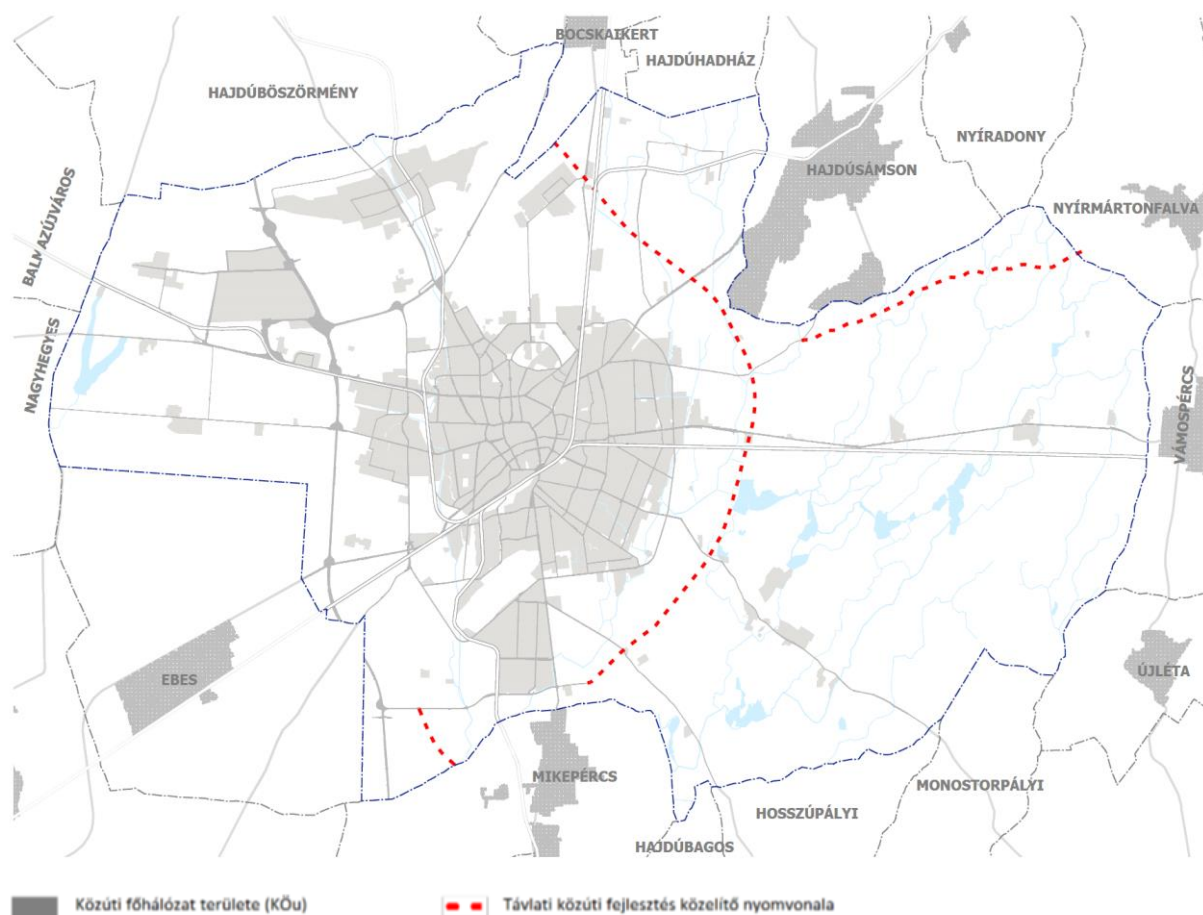 BOCSKAIKERT
HAJDÚHADHÁZ
HAJDÚBÖSZÖRMÉNY
NYÍRADONY
HAJDÚSÁMSON
BALMAZÚJVÁROS
NYÍRMÁRTONFALVA
NAGYHEGYES
VÁMOSPÉRCS
EBES
ÚJLÉTA
MIKEPÉRCS
MONOSTORPÁLYI
HOSSZÚPÁLYI
HAJDÚBAGOS
Közúti főhálózat területe (KÖu)
Távlati közúti fejlesztés közelítő nyomvonala